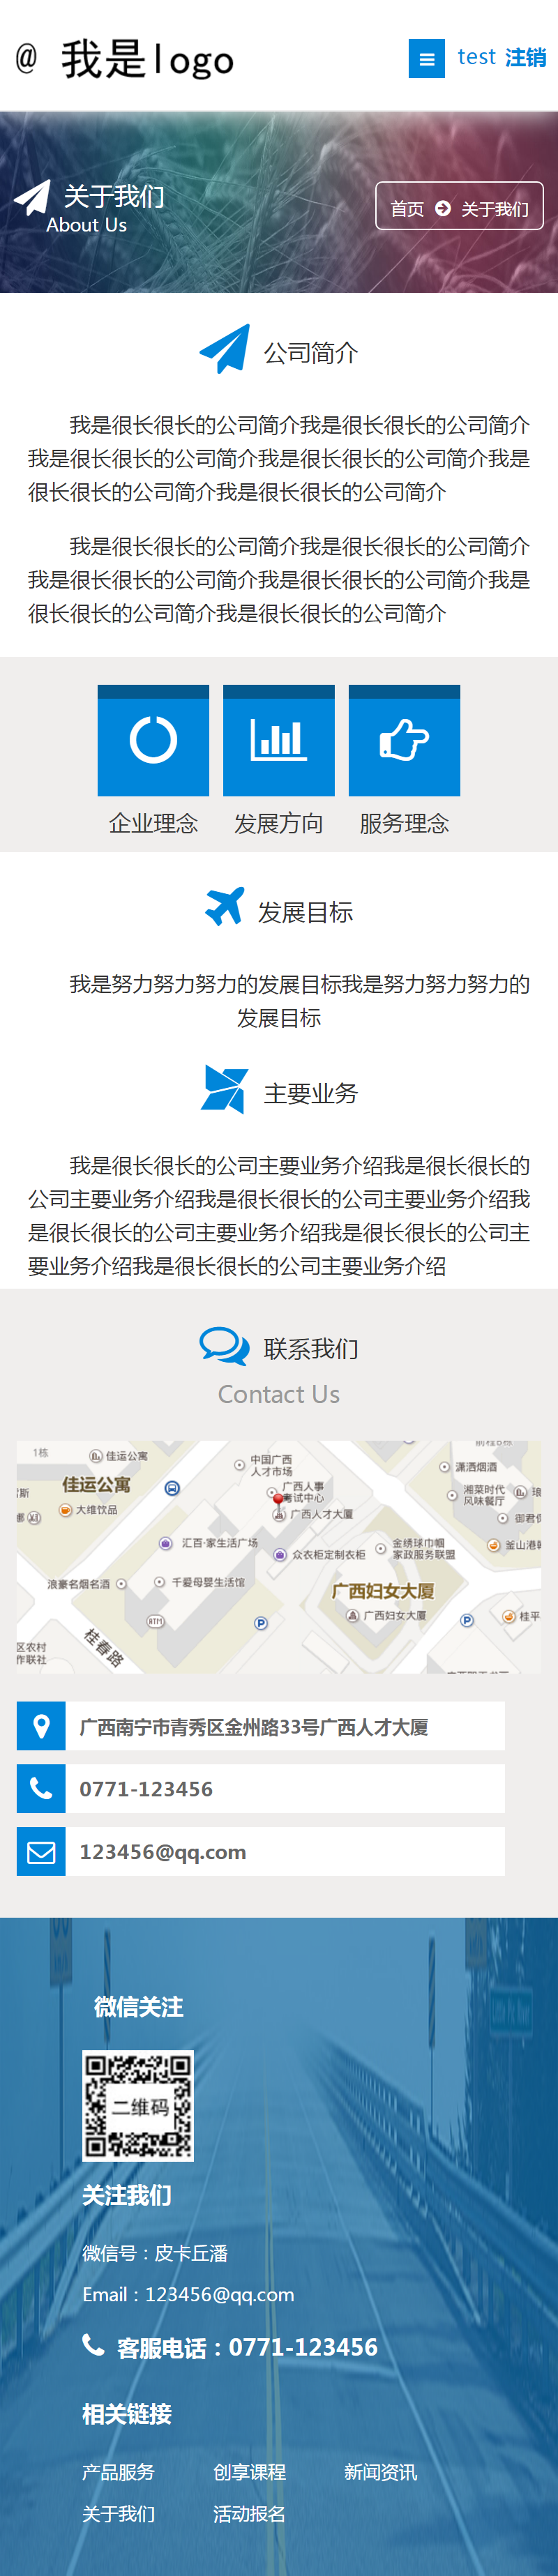 @ 我是logo
test 注销
关于我们
About Us
首页 关于我们
公司简介
我是很长很长的公司简介我是很长很长的公司简介
我是很长很长的公司简介我是很长很长的公司简介我是
很长很长的公司简介我是很长很长的公司简介
我是很长很长的公司简介我是很长很长的公司简介
我是很长很长的公司简介我是很长很长的公司简介我是
很长很长的公司简介我是很长很长的公司简介
企业理念 发展方向 服务理念
发展目标
我是努力努力努力的发展目标我是努力努力努力的
发展目标
主要业务
我是很长很长的公司主要业务介绍我是很长很长的
公司主要业务介绍我是很长很长的公司主要业务介绍我
是很长很长的公司主要业务介绍我是很长很长的公司主
要业务介绍我是很长很长的公司主要业务介绍
联系我们
Contact Us
1栋
佳运公寓
中国广西
人才市场
潇洒烟酒
佳运公寓
广西人事
考试中心
湘菜时代
风味餐厅
大维饮品
广西人才大厦
汇百·家生活广场
众衣柜定制衣柜
金绣球巾帼
家政服务联盟
釜山港
浪豪名烟名酒
千爱母婴生活馆
广西妇女大厦
ATM
P
广西妇女大厦
P
桂平
桂春路
区农村
作联社
广西南宁市青秀区金州路33号广西人才大厦
0771-123456
123456@qq.com
微信关注
二维码
关注我们
微信号：皮卡丘潘
Email：123456@qq.com
客服电话：0771-123456
相关链接
产品服务 创享课程 新闻资讯
关于我们 活动报名